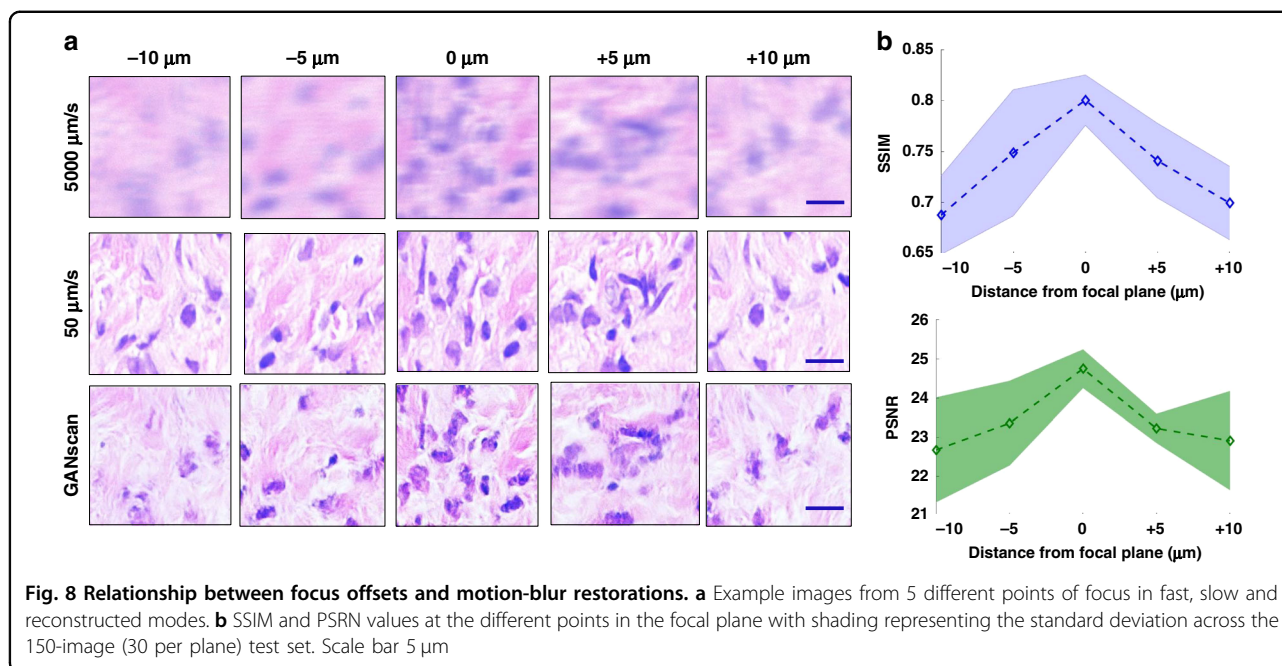 a
−10 µm −5 µm 0 µm +5 µm +10 µm
5000 µm/s
50 µm/s
GANscan
b
0.85
0.8
0.75
0.7
0.65
SSIM
−10 −5 0 +5 +10
Distance from focal plane (µm)
26
25
24
23
22
21
PSNR
−10 −5 0 +5 +10
Distance from focal plane (µm)
Fig. 8 Relationship between focus offsets and motion-blur restorations. a Example images from 5 different points of focus in fast, slow and
reconstructed modes. b SSIM and PSRN values at the different points in the focal plane with shading representing the standard deviation across the
150-image (30 per plane) test set. Scale bar 5 µm